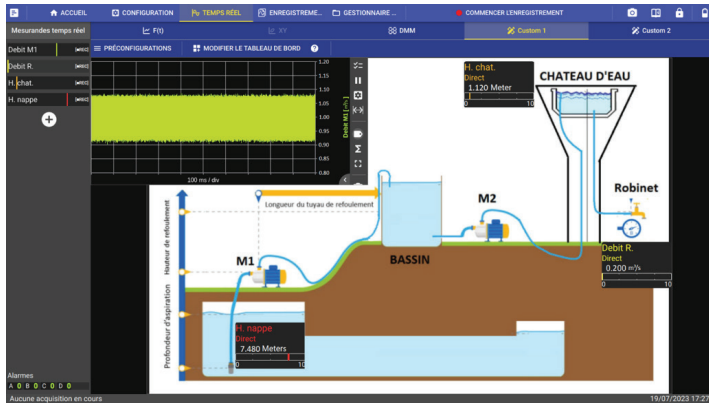 ACCUEIL
CONFIGURATION
TEMPS RÉEL
ENREGISTREME...
GESTIONNAIRE ...
COMMENCER L'ENREGISTREMENT
Mesurandes temps réel
F(t)
XY
DMM
Custom 1
Custom 2
PRÉCONFIGURATIONS
MODIFIER LE TABLEAU DE BORD
Debit M1
Debit R.
H. chat.
H. nappe
1.20
1.15
1.10
1.05
1.00
0.95
0.90
0.85
0.80
Debit M1
100 ms / div
H. chat.
Direct
1.120 Meter
0 10
CHATEAU D'EAU
Longueur du tuyau de refoulement
Hauteur de refoulement
Profondeur d'aspiration
M1
BASSIN
M2
Robinet
Debit R.
Direct
0.200 m³/s
0 10
H. nappe
Direct
7.480 Meters
0 10
Alarmes
A 0 B 0 C 0 D 0
Aucune acquisition en cours
19/07/2023 17:27